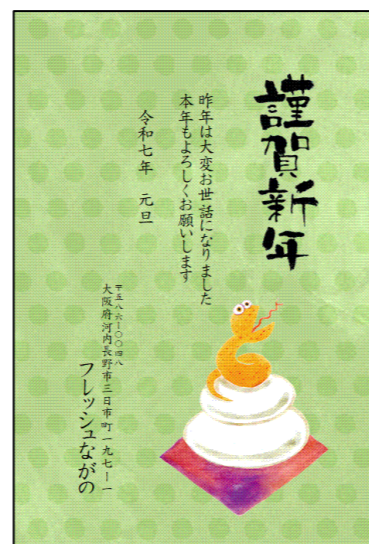 謹賀新年
昨年は大変お世話になりました
本年もよろしくお願いします
令和七年　元旦
〒五八六-〇〇四八
大阪府河内長野市三日市町一九七-一
フレッシュながの